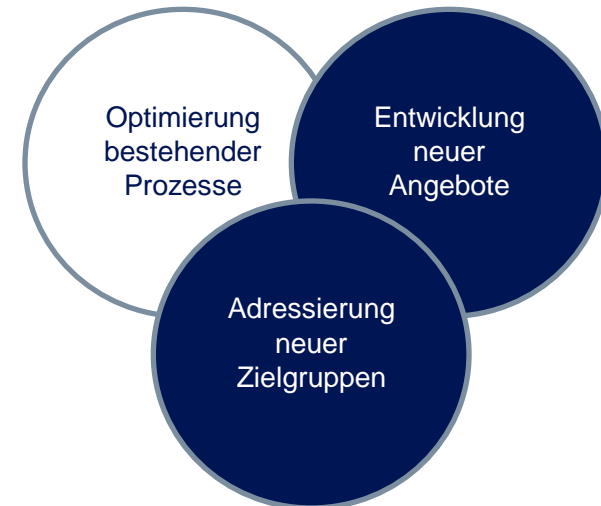 Optimierung
bestehender
Prozesse
Entwicklung
neuer
Angebote
Adressierung
neuer
Zielgruppen